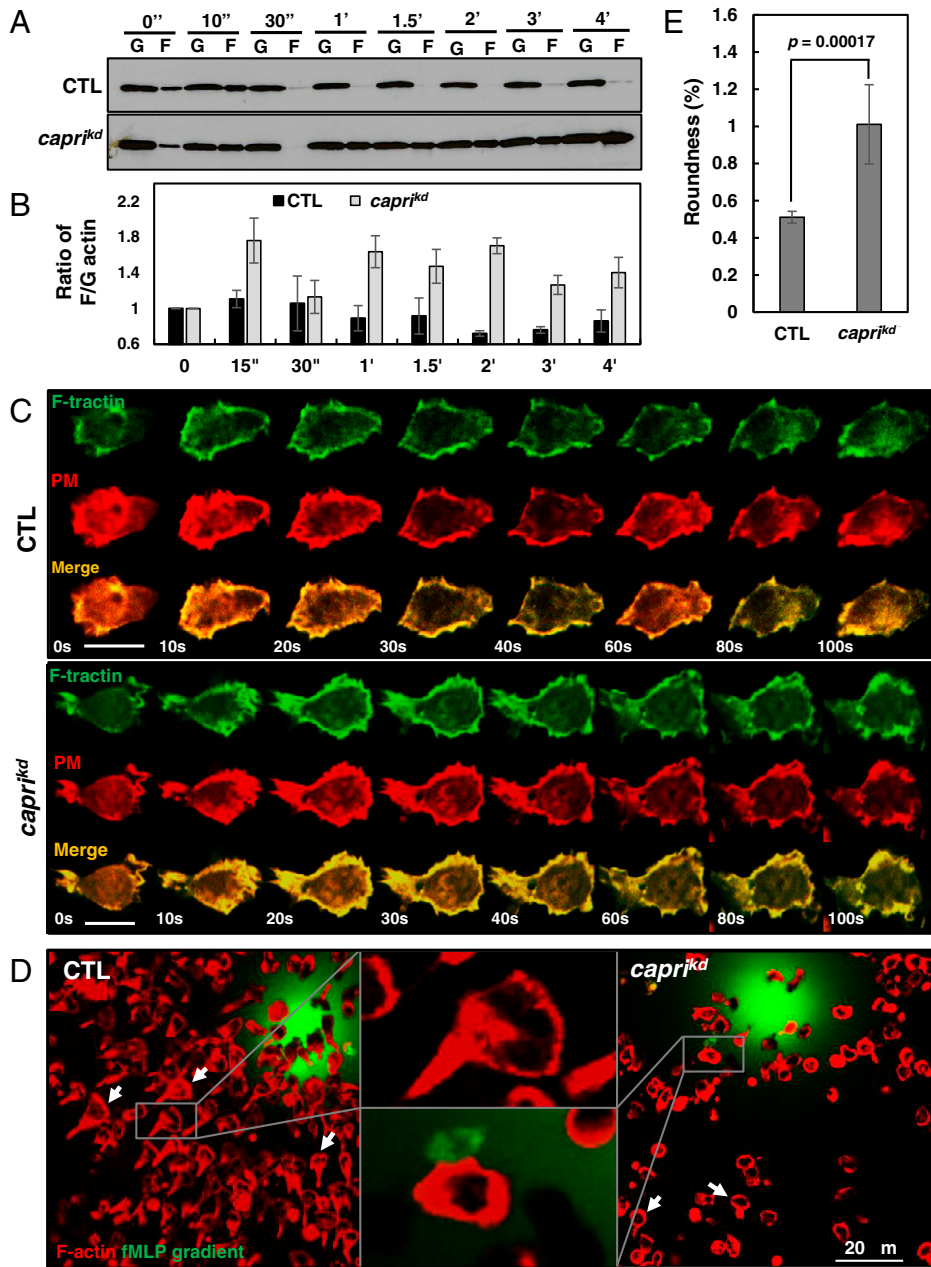 A
0'' 10'' 30'' 1' 1.5' 2' 3' 4'
G F G F G F G F G F G F G F G F
CTL
capri^kd
B
Ratio of F/G actin
CTL capri^kd
2.2
1.8
1.4
1
0.6
0 15" 30" 1' 1.5' 2' 3' 4'
E
Roundness (%)
p = 0.00017
1.6
1.4
1.2
1
0.8
0.6
0.4
0.2
0
CTL capri^kd
C
CTL
F-tractin
PM
Merge
0s 10s 20s 30s 40s 60s 80s 100s
capri^kd
F-tractin
PM
Merge
0s 10s 20s 30s 40s 60s 80s 100s
D
CTL
capri^kd
F-actin fMLP gradient
20 m